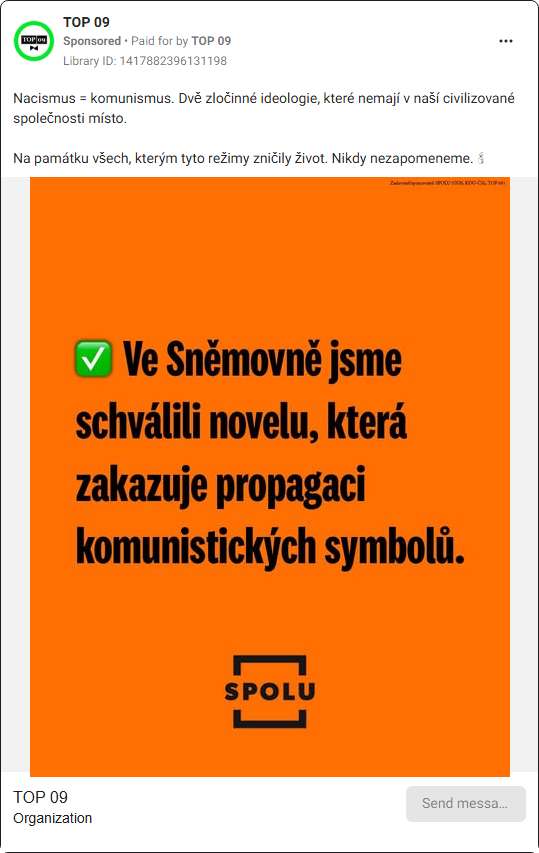 TOP 09
Sponsored • Paid for by TOP 09
Library ID: 1417882396131198
Nacismus = komunismus. Dvě zločinné ideologie, které nemají v naší civilizované
společnosti místo.
Na památku všech, kterým tyto režimy zničily život. Nikdy nezapomeneme. 🕯
Zadavatel/zpracovatel: SPOLU (ODS, KDU-ČSL, TOP 09)
✅ Ve Sněmovně jsme
schválili novelu, která
zakazuje propagaci
komunistických symbolů.
SPOLU
TOP 09
Organization
Send messa...